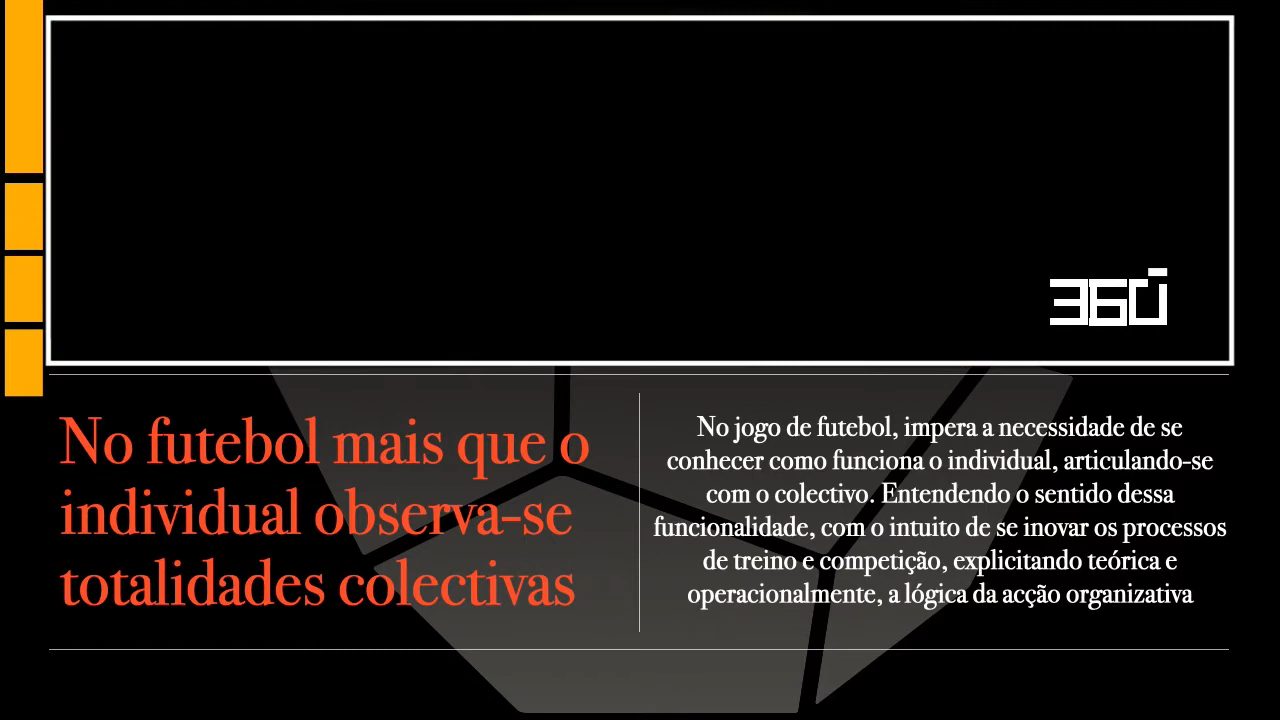 360
No futebol mais que o
individual observa-se
totalidades colectivas
No jogo de futebol, impera a necessidade de se
conhecer como funciona o individual, articulando-se
com o colectivo. Entendendo o sentido dessa
funcionalidade, com o intuito de se inovar os processos
de treino e competição, explicitando teórica e
operacionalmente, a lógica da acção organizativa